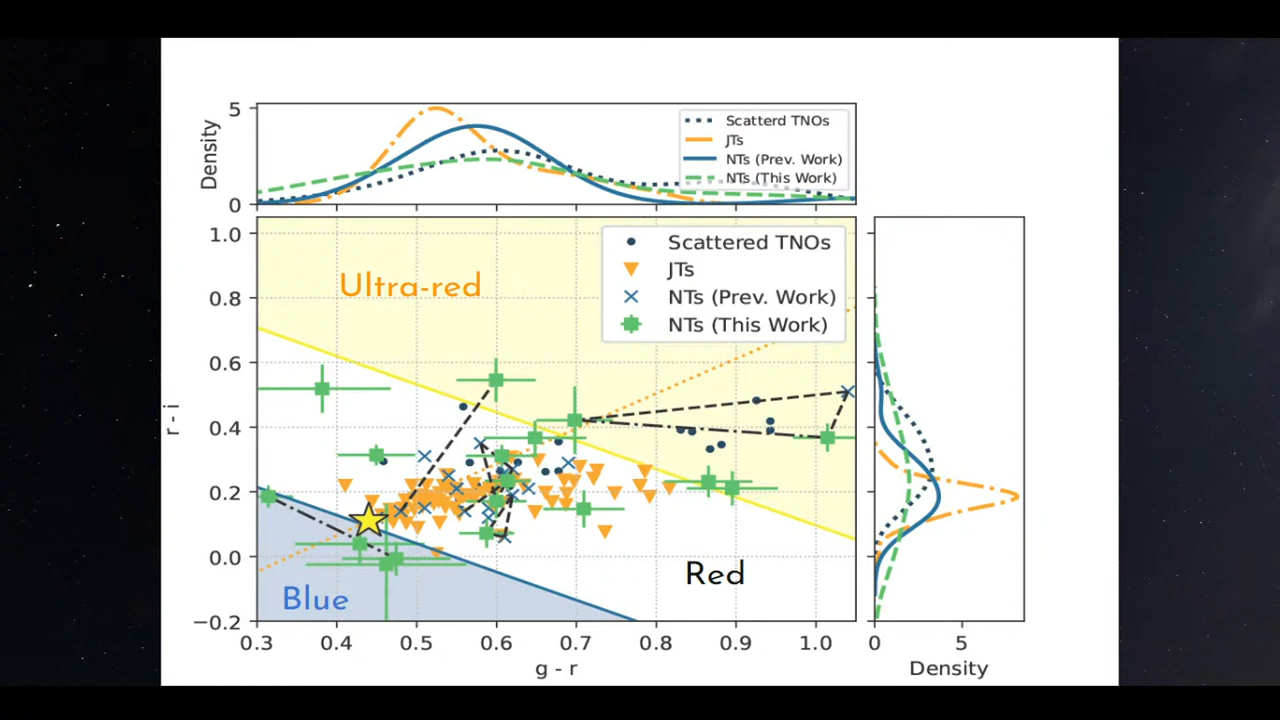 Density
5
0
Scatterd TNOs
JTs
NTs (Prev. Work)
NTs (This Work)
1.0
0.8
0.6
0.4
0.2
0.0
−0.2
r - i
Ultra-red
Scattered TNOs
JTs
NTs (Prev. Work)
NTs (This Work)
Red
Blue
0.3 0.4 0.5 0.6 0.7 0.8 0.9 1.0
g - r
0 5
Density